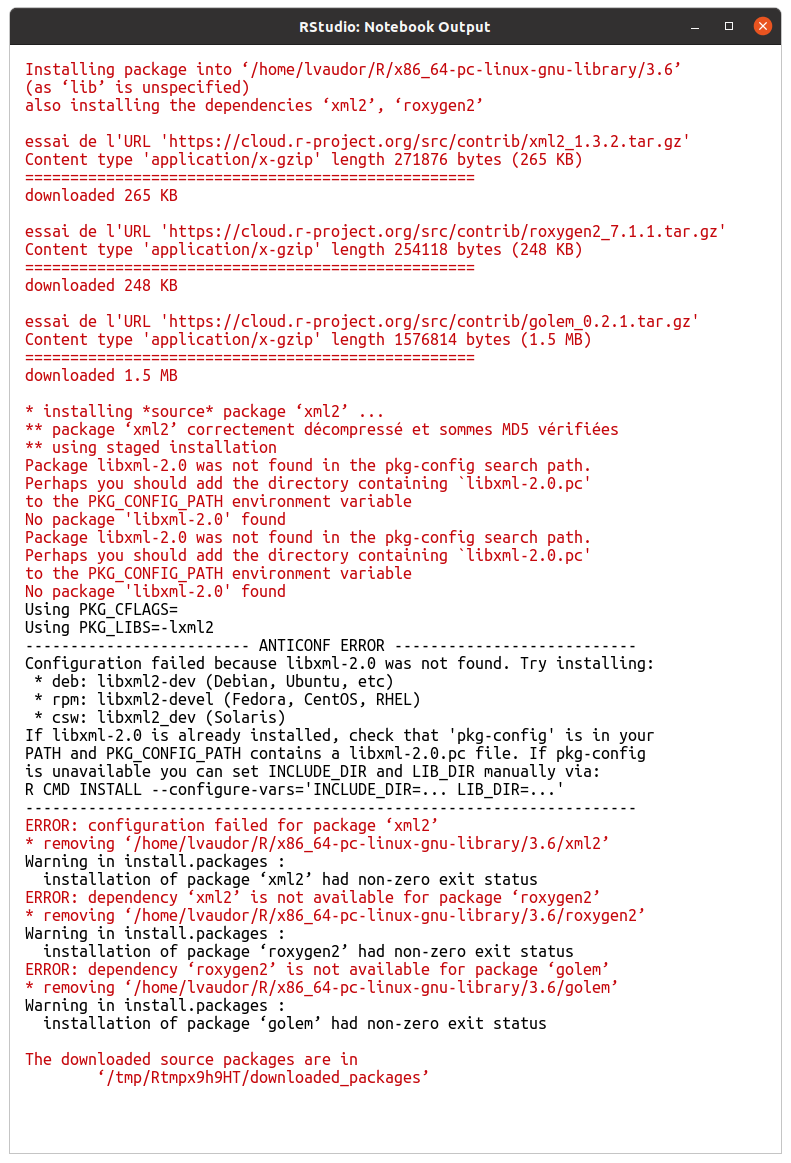 RStudio: Notebook Output
Installing package into ‘/home/lvaudor/R/x86_64-pc-linux-gnu-library/3.6’
(as ‘lib’ is unspecified)
also installing the dependencies ‘xml2’, ‘roxygen2’
essai de l'URL 'https://cloud.r-project.org/src/contrib/xml2_1.3.2.tar.gz'
Content type 'application/x-gzip' length 271876 bytes (265 KB)
==================================================
downloaded 265 KB
essai de l'URL 'https://cloud.r-project.org/src/contrib/roxygen2_7.1.1.tar.gz'
Content type 'application/x-gzip' length 254118 bytes (248 KB)
==================================================
downloaded 248 KB
essai de l'URL 'https://cloud.r-project.org/src/contrib/golem_0.2.1.tar.gz'
Content type 'application/x-gzip' length 1576814 bytes (1.5 MB)
==================================================
downloaded 1.5 MB
* installing *source* package ‘xml2’ ...
** package ‘xml2’ correctement décompressé et sommes MD5 vérifiées
** using staged installation
Package libxml-2.0 was not found in the pkg-config search path.
Perhaps you should add the directory containing `libxml-2.0.pc'
to the PKG_CONFIG_PATH environment variable
No package 'libxml-2.0' found
Package libxml-2.0 was not found in the pkg-config search path.
Perhaps you should add the directory containing `libxml-2.0.pc'
to the PKG_CONFIG_PATH environment variable
No package 'libxml-2.0' found
Using PKG_CFLAGS=
Using PKG_LIBS=-lxml2
------------------------- ANTICONF ERROR ---------------------------
Configuration failed because libxml-2.0 was not found. Try installing:
 * deb: libxml2-dev (Debian, Ubuntu, etc)
 * rpm: libxml2-devel (Fedora, CentOS, RHEL)
 * csw: libxml2_dev (Solaris)
If libxml-2.0 is already installed, check that 'pkg-config' is in your
PATH and PKG_CONFIG_PATH contains a libxml-2.0.pc file. If pkg-config
is unavailable you can set INCLUDE_DIR and LIB_DIR manually via:
R CMD INSTALL --configure-vars='INCLUDE_DIR=... LIB_DIR=...'
--------------------------------------------------------------------
ERROR: configuration failed for package ‘xml2’
* removing ‘/home/lvaudor/R/x86_64-pc-linux-gnu-library/3.6/xml2’
Warning in install.packages :
  installation of package ‘xml2’ had non-zero exit status
ERROR: dependency ‘xml2’ is not available for package ‘roxygen2’
* removing ‘/home/lvaudor/R/x86_64-pc-linux-gnu-library/3.6/roxygen2’
Warning in install.packages :
  installation of package ‘roxygen2’ had non-zero exit status
ERROR: dependency ‘roxygen2’ is not available for package ‘golem’
* removing ‘/home/lvaudor/R/x86_64-pc-linux-gnu-library/3.6/golem’
Warning in install.packages :
  installation of package ‘golem’ had non-zero exit status
The downloaded source packages are in
        ‘/tmp/Rtmpx9h9HT/downloaded_packages’